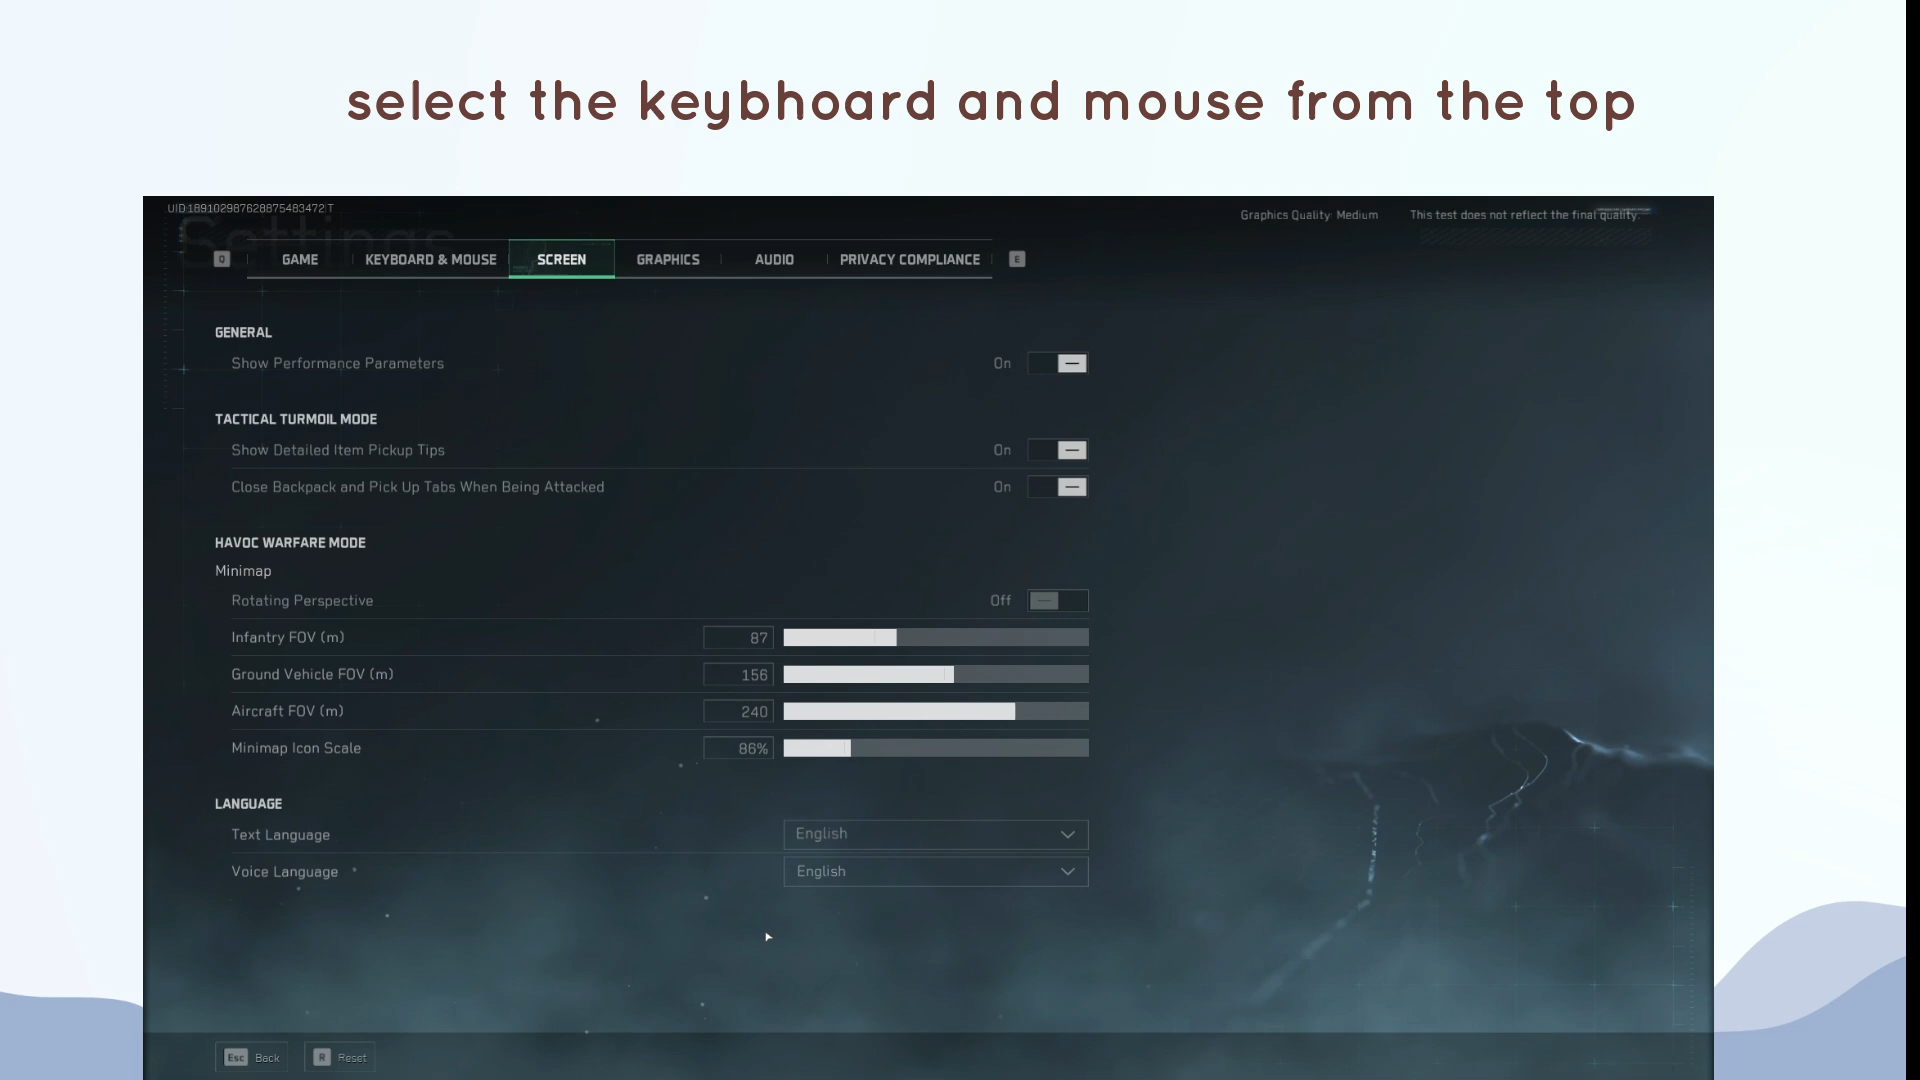 select the keybhoard and mouse from the top
UID:189102987628875483472|T
Settings
Graphics Quality: Medium
This test does not reflect the final quality.
Q GAME KEYBOARD & MOUSE SCREEN GRAPHICS AUDIO PRIVACY COMPLIANCE E
GENERAL
Show Performance Parameters On
TACTICAL TURMOIL MODE
Show Detailed Item Pickup Tips On
Close Backpack and Pick Up Tabs When Being Attacked On
HAVOC WARFARE MODE
Minimap
Rotating Perspective Off
Infantry FOV (m) 87
Ground Vehicle FOV (m) 156
Aircraft FOV (m) 240
Minimap Icon Scale 86%
LANGUAGE
Text Language English
Voice Language English
Esc Back R Reset